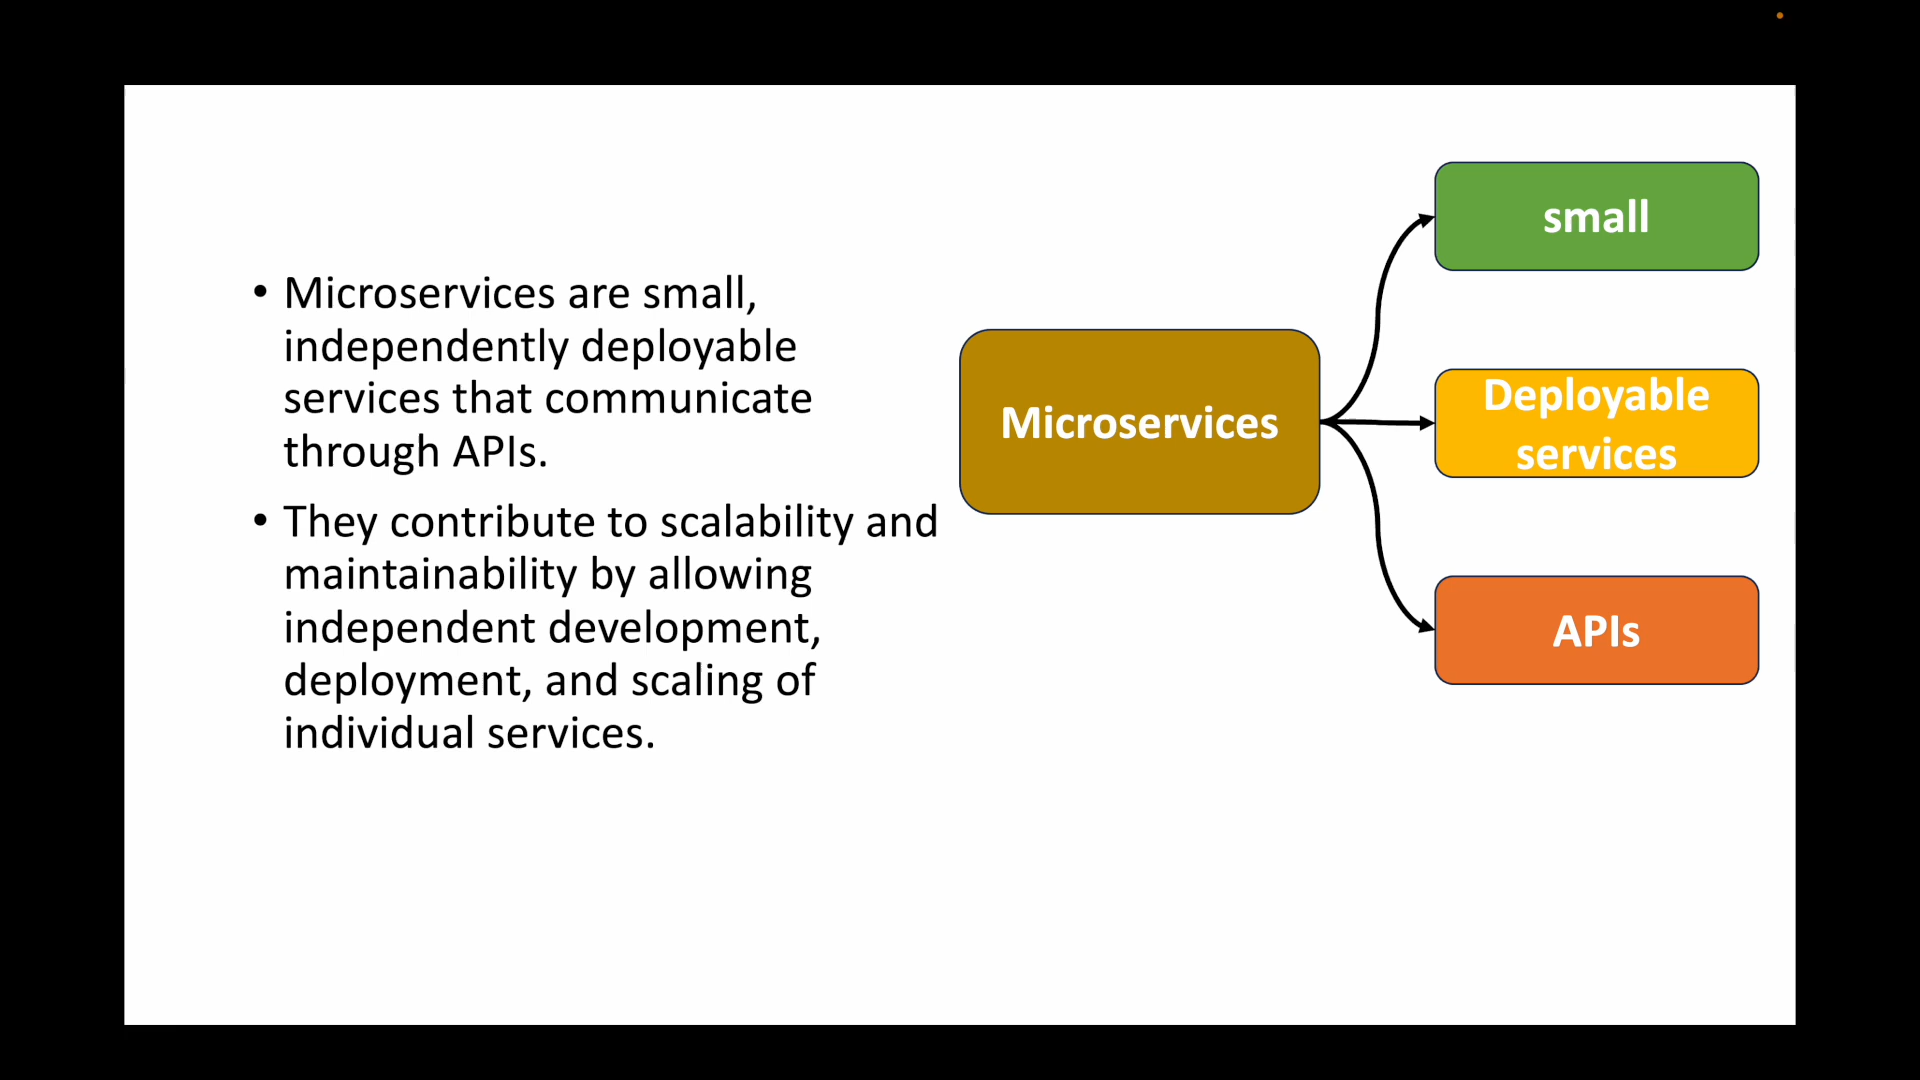 • Microservices are small,
independently deployable
services that communicate
through APIs.
• They contribute to scalability and
maintainability by allowing
independent development,
deployment, and scaling of
individual services.
Microservices
small
Deployable
services
APIs